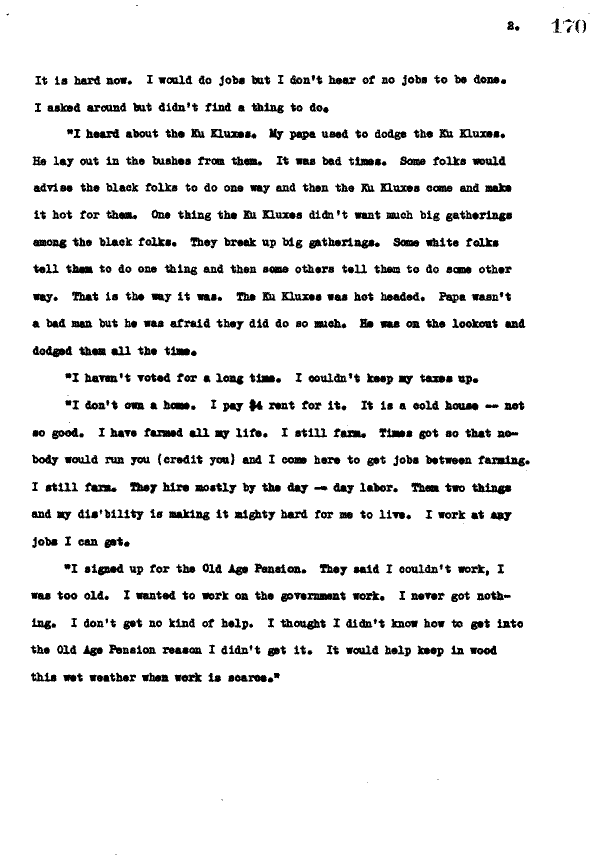 2. 170
It is hard now. I would do jobs but I don't hear of no jobs to be done.
I asked around but didn't find a thing to do.
"I heard about the Ku Kluxes. My papa used to dodge the Ku Kluxes.
He lay out in the bushes from them. It was bad times. Some folks would
advise the black folks to do one way and then the Ku Kluxes come and make
it hot for them. One thing the Ku Kluxes didn't want much big gatherings
among the black folks. They break up big gatherings. Some white folks
tell them to do one thing and then some others tell them to do some other
way. That is the way it was. The Ku Kluxes was hot headed. Papa wasn't
a bad man but he was afraid they did do so much. He was on the lookout and
dodged them all the time.
"I haven't voted for a long time. I couldn't keep my taxes up.
"I don't own a home. I pay $4 rent for it. It is a cold house -- not
so good. I have farmed all my life. I still farm. Times got so that no-
body would run you (credit you) and I come here to get jobs between farming.
I still farm. They hire mostly by the day -- day labor. Them two things
and my dis'bility is making it mighty hard for me to live. I work at any
jobs I can get.
"I signed up for the Old Age Pension. They said I couldn't work, I
was too old. I wanted to work on the government work. I never got noth-
ing. I don't get no kind of help. I thought I didn't know how to get into
the Old Age Pension reason I didn't get it. It would help keep in wood
this wet weather when work is scarce."